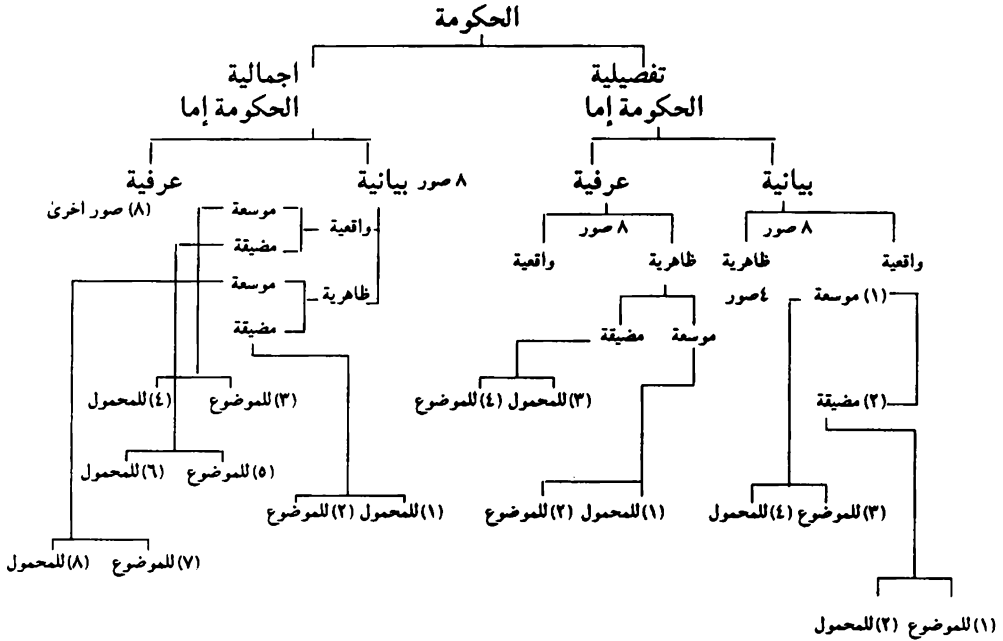 الحكومة
تفصيلية
اجمالية
الحكومة إما
الحكومة إما
بيانية
عرفية
٨ صور بيانية
عرفية
٨ صور
٨ صور
(٨) صور اخرى
واقعية
ظاهرية
ظاهرية
واقعية
موسعة
واقعية
مضيقة
موسعة
ظاهرية
مضيقة
(١) موسعة
٤ صور
موسعة
مضيقة
(٢) مضيقة
(٣) للمحمول (٤) للموضوع
(٣) للموضوع
(٤) للمحمول
(٥) للموضوع
(٦) للمحمول
(٣) للموضوع (٤) للمحمول
(١) للمحمول (٢) للموضوع
(١) للمحمول (٢) للموضوع
(٧) للموضوع
(٨) للمحمول
(١) للموضوع (٢) للمحمول